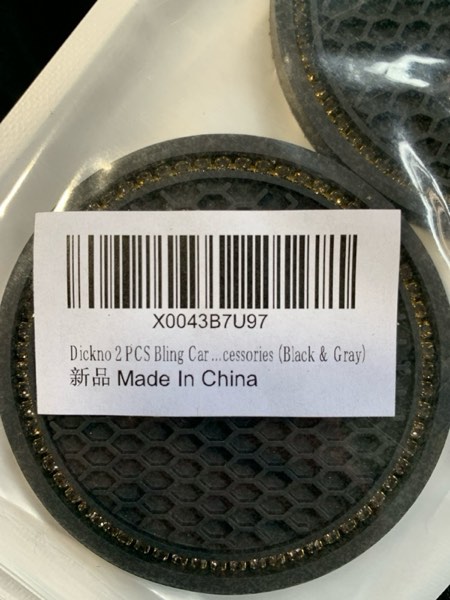 X0043B7U97
Dickno 2 PCS Bling Car ...cessories (Black & Gray)
新品 Made In China